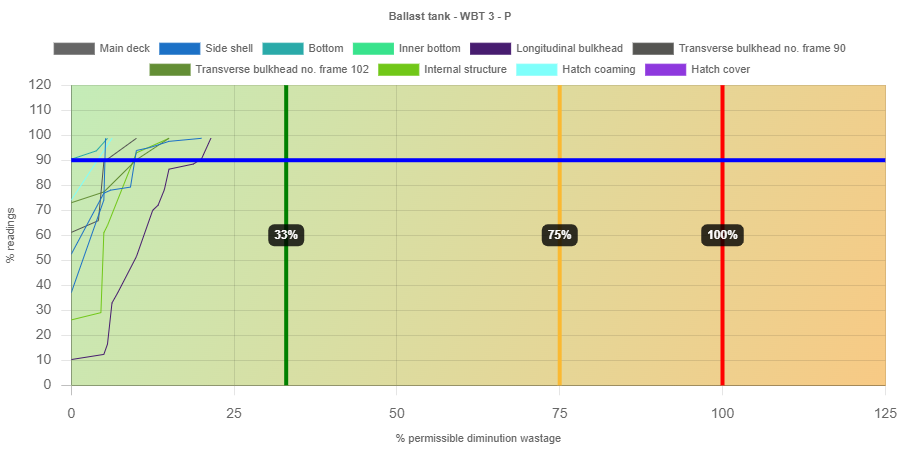 Ballast tank - WBT 3 - P
Main deck Side shell Bottom Inner bottom Longitudinal bulkhead Transverse bulkhead no. frame 90
Transverse bulkhead no. frame 102 Internal structure Hatch coaming Hatch cover
120
110
100
90
80
70
60
50
40
30
20
10
0
% readings
33% 75% 100%
0 25 50 75 100 125
% permissible diminution wastage